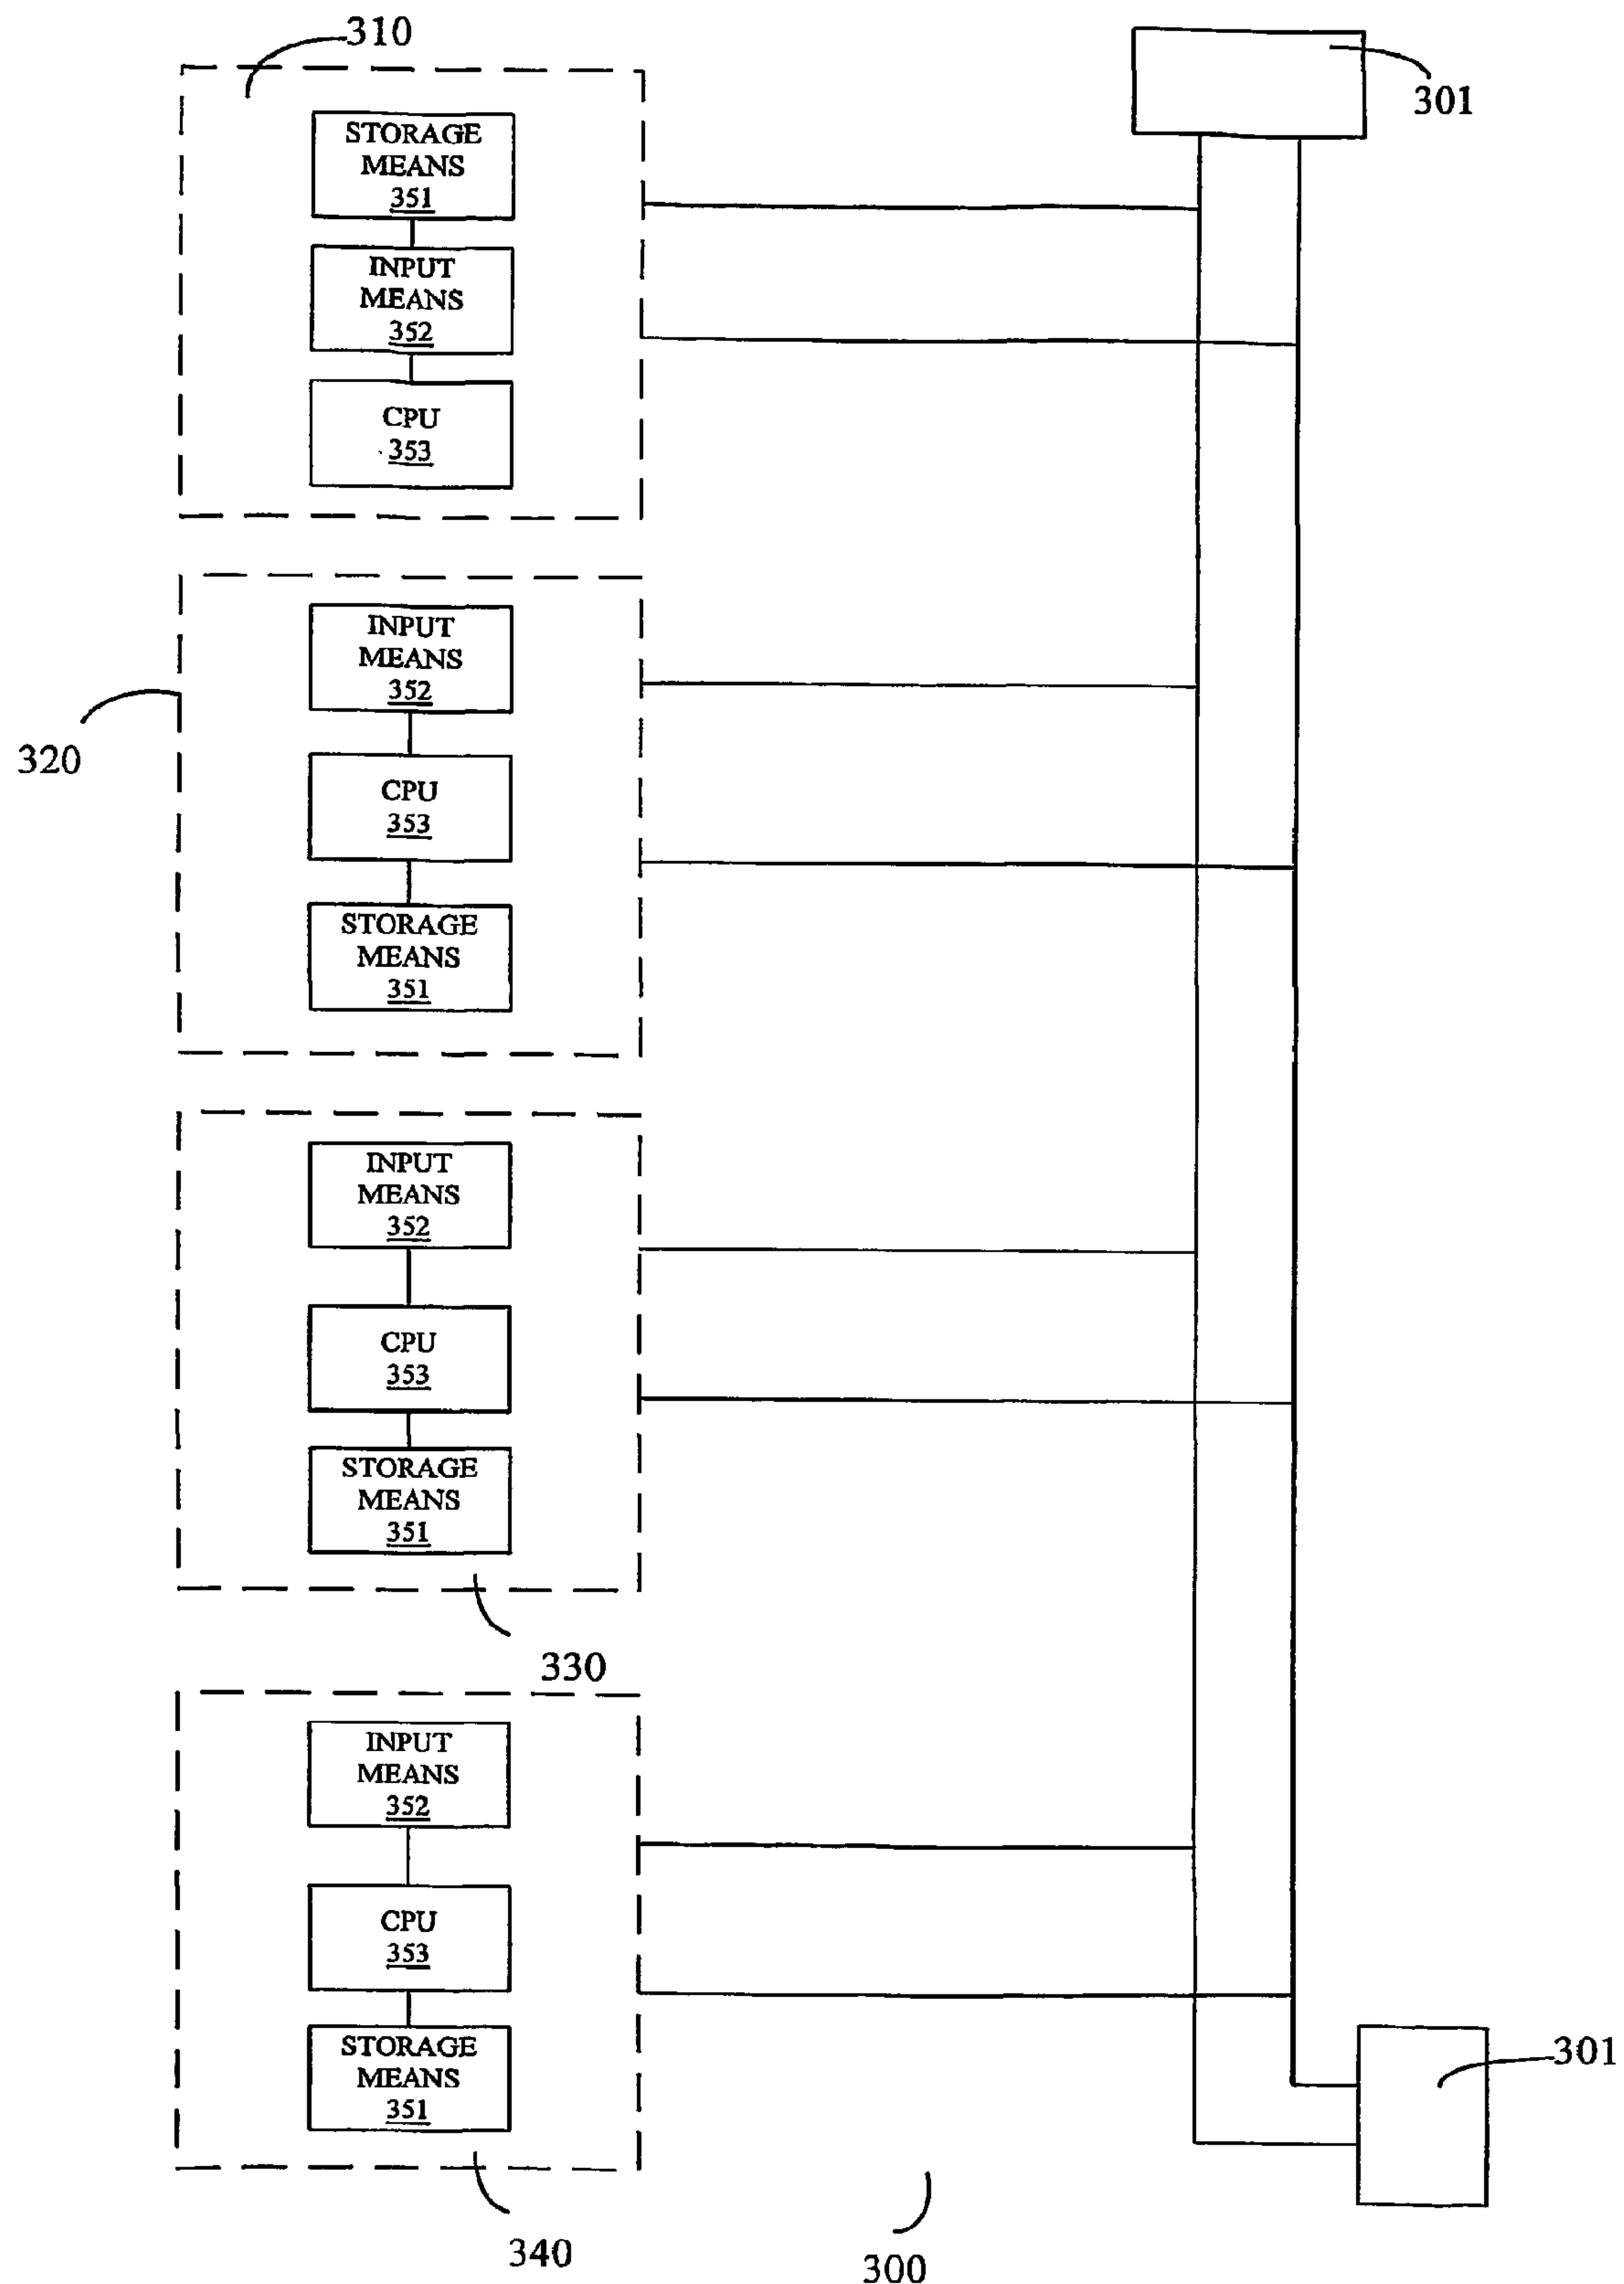 310
301
STORAGE
MEANS
351
INPUT
MEANS
352
CPU
353
320
INPUT
MEANS
352
CPU
353
STORAGE
MEANS
351
INPUT
MEANS
352
CPU
353
STORAGE
MEANS
351
330
INPUT
MEANS
352
CPU
353
STORAGE
MEANS
351
301
340
300